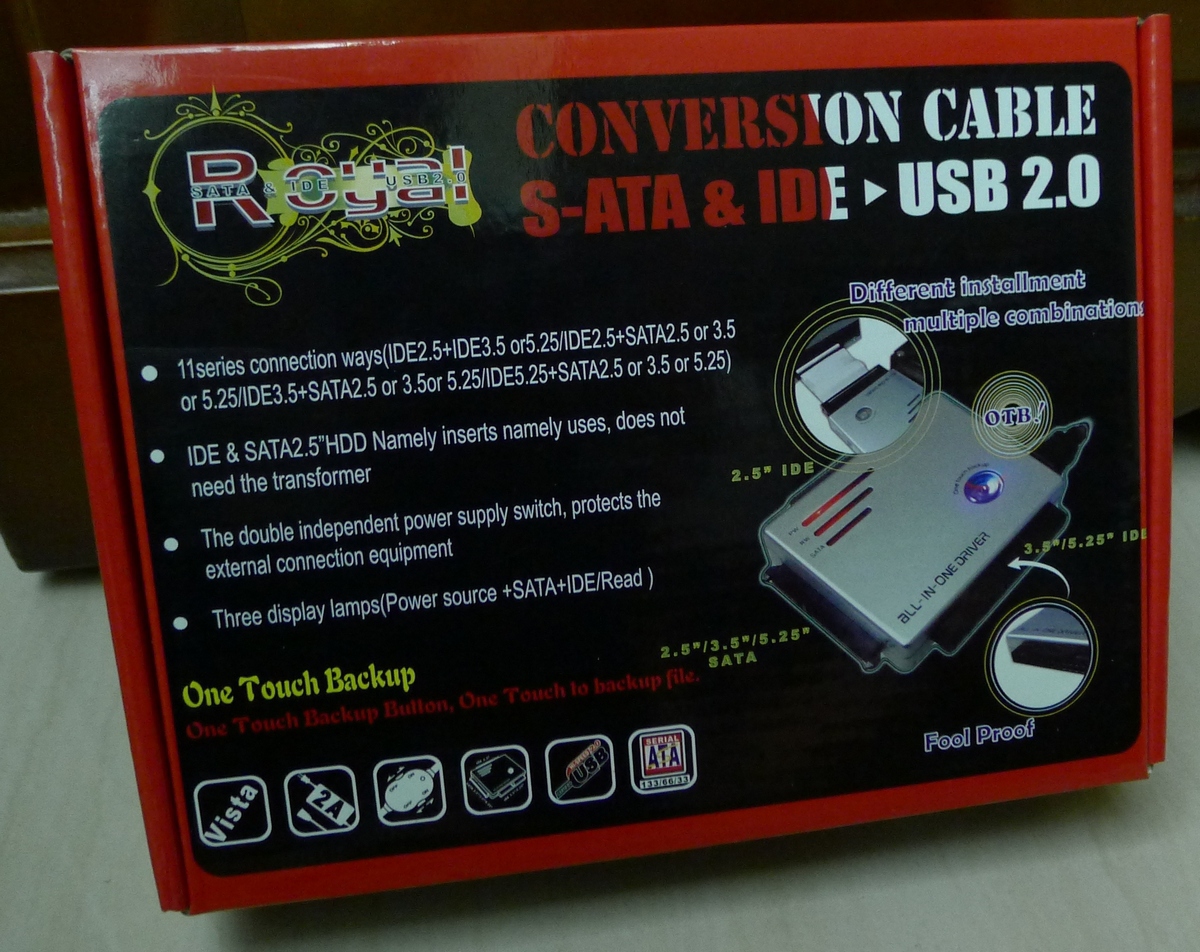 Royal
SATA & IDE USB2.0
CONVERSION CABLE
S-ATA & IDE ▶ USB 2.0
Different installment
multiple combinations
11series connection ways(IDE2.5+IDE3.5 or5.25/IDE2.5+SATA2.5 or 3.5
or 5.25/IDE3.5+SATA2.5 or 3.5or 5.25/IDE5.25+SATA2.5 or 3.5 or 5.25)
IDE & SATA2.5"HDD Namely inserts namely uses, does not
need the transformer
The double independent power supply switch, protects the
external connection equipment
Three display lamps(Power source +SATA+IDE/Read )
OTB!
2.5" IDE
PW
RW
SATA
ALL-IN-ONE DRIVER
3.5"/5.25" IDE
2.5"/3.5"/5.25"
SATA
Fool Proof
One Touch Backup
One Touch Backup Button, One Touch to backup file.
Vista
2A
USB
SERIAL
ATA
133/66/33